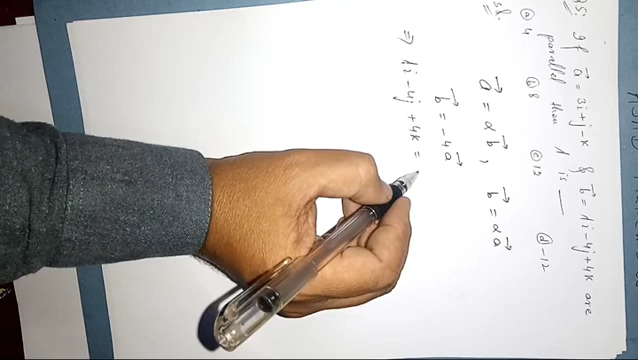 If a⃗ = 3i + j - k & b⃗ = λi - 4j + 4k are
parallel then λ is ___
(a) 4 (b) 8 (c) 12 (d) -12
Sol.
a⃗ = αb⃗, b⃗ = αa⃗
b⃗ = -4a⃗
⇒ λi - 4j + 4k =